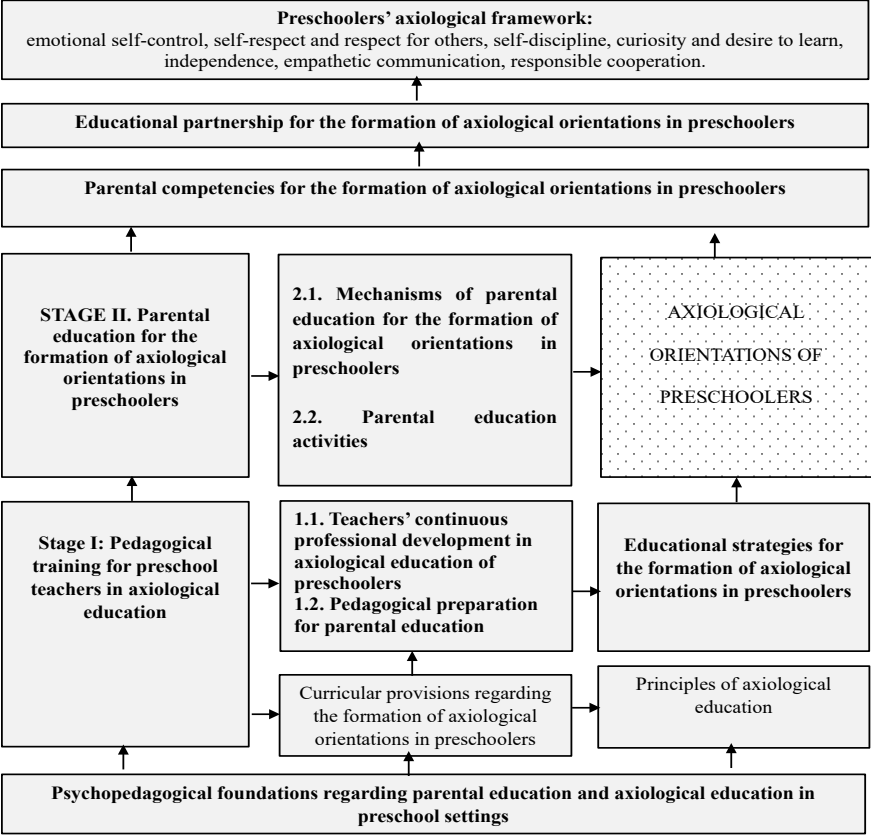 Preschoolers’ axiological framework:
emotional self-control, self-respect and respect for others, self-discipline, curiosity and desire to learn,
independence, empathetic communication, responsible cooperation.
Educational partnership for the formation of axiological orientations in preschoolers
Parental competencies for the formation of axiological orientations in preschoolers
STAGE II. Parental
education for the
formation of axiological
orientations in
preschoolers
2.1. Mechanisms of parental
education for the formation of
axiological orientations in
preschoolers
2.2. Parental education
activities
AXIOLOGICAL
ORIENTATIONS OF
PRESCHOOLERS
Stage I: Pedagogical
training for preschool
teachers in axiological
education
1.1. Teachers’ continuous
professional development in
axiological education of
preschoolers
1.2. Pedagogical preparation
for parental education
Educational strategies for
the formation of axiological
orientations in preschoolers
Curricular provisions regarding
the formation of axiological
orientations in preschoolers
Principles of axiological
education
Psychopedagogical foundations regarding parental education and axiological education in
preschool settings